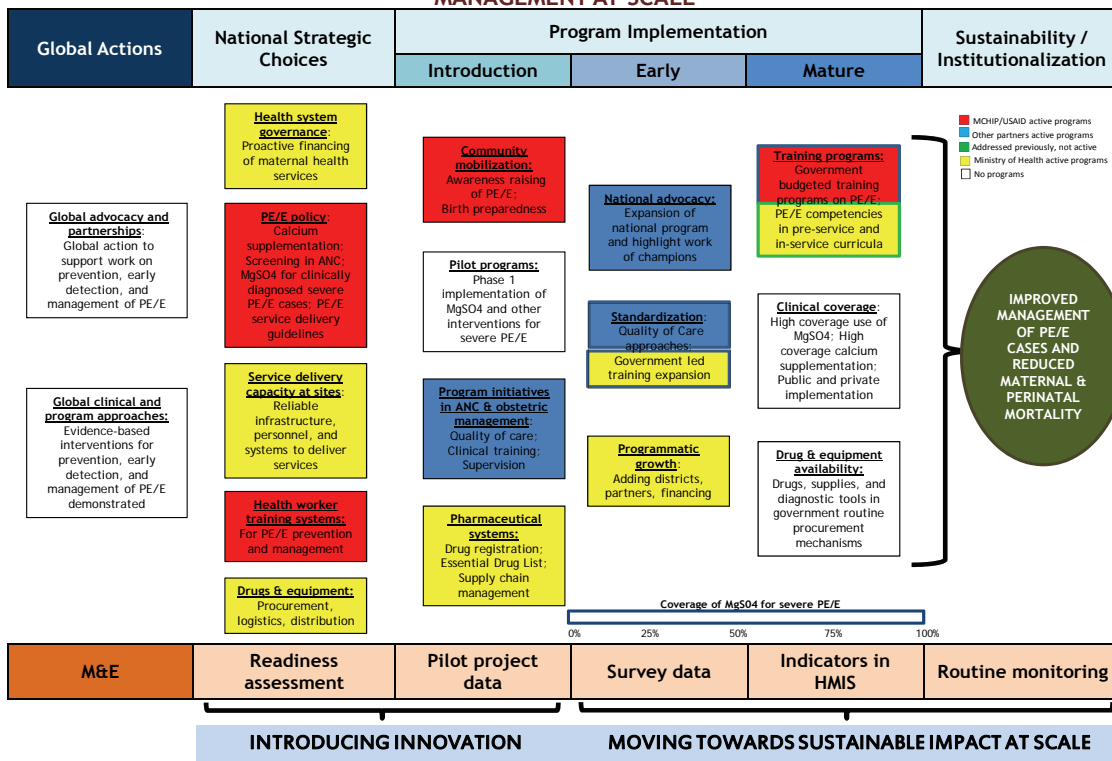 MANAGEMENT AT SCALE
Global Actions
National Strategic
Choices
Program Implementation
Introduction
Early
Mature
Sustainability /
Institutionalization
Global advocacy and
partnerships:
Global action to
support work on
prevention, early
detection, and
management of PE/E
Global clinical and
program approaches:
Evidence-based
interventions for
prevention, early
detection, and
management of PE/E
demonstrated
Health system
governance:
Proactive financing
of maternal health
services
PE/E policy:
Calcium
supplementation;
Screening in ANC;
MgSO4 for clinically
diagnosed severe
PE/E cases; PE/E
service delivery
guidelines
Service delivery
capacity at sites:
Reliable
infrastructure,
personnel, and
systems to deliver
services
Health worker
training systems:
For PE/E prevention
and management
Drugs & equipment:
Procurement,
logistics, distribution
Community
mobilization:
Awareness raising
of PE/E;
Birth preparedness
Pilot programs:
Phase 1
implementation of
MgSO4 and other
interventions for
severe PE/E
Program initiatives
in ANC & obstetric
management:
Quality of care;
Clinical training;
Supervision
Pharmaceutical
systems:
Drug registration;
Essential Drug List;
Supply chain
management
National advocacy:
Expansion of
national program
and highlight work of
champions
Standardization:
Quality of Care
approaches;
Government led
training expansion
Programmatic
growth:
Adding districts,
partners, financing
Training programs:
Government
budgeted training
programs on PE/E;
PE/E competencies
in pre-service and
in-service curricula
Clinical coverage:
High coverage use of
MgSO4; High
coverage calcium
supplementation;
Public and private
implementation
Drug & equipment
availability:
Drugs, supplies, and
diagnostic tools in
government routine
procurement
mechanisms
MCHIP/USAID active programs
Other partners active programs
Addressed previously, not active
Ministry of Health active programs
No programs
IMPROVED
MANAGEMENT
OF PE/E
CASES AND
REDUCED
MATERNAL &
PERINATAL
MORTALITY
Coverage of MgS04 for severe PE/E
0% 25% 50% 75% 100%
M&E
Readiness
assessment
Pilot project
data
Survey data
Indicators in
HMIS
Routine monitoring
INTRODUCING INNOVATION
MOVING TOWARDS SUSTAINABLE IMPACT AT SCALE